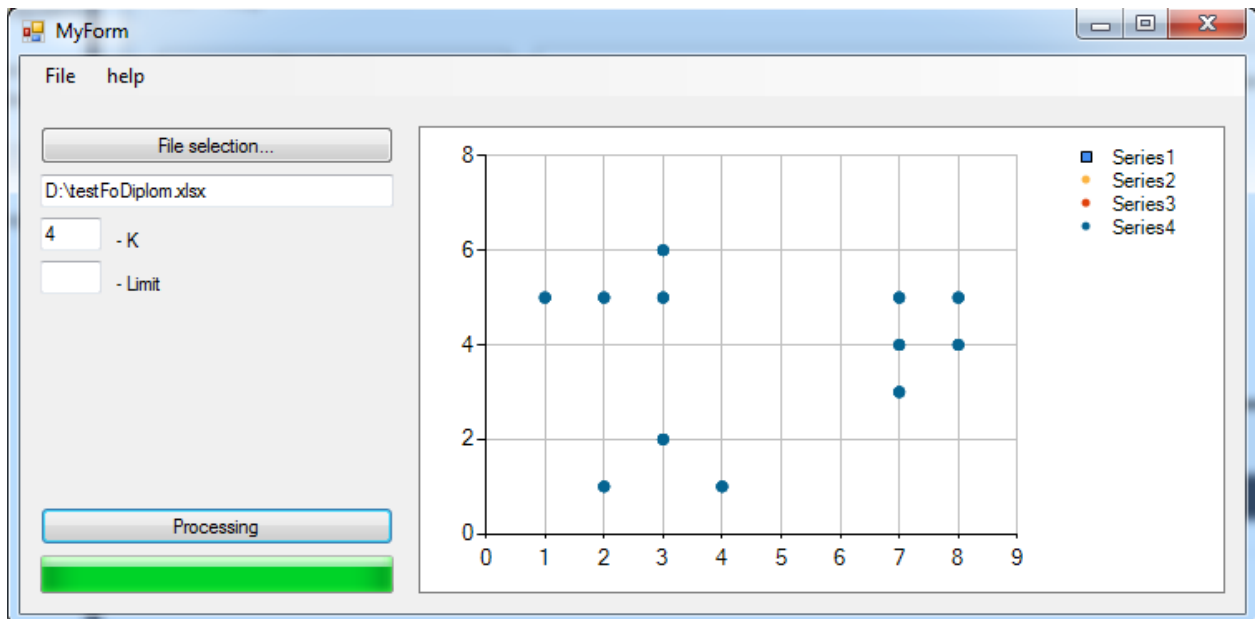 MyForm
File help
File selection...
D:\testFoDiplom.xlsx
4 - K
- Limit
Processing
8
6
4
2
0
0 1 2 3 4 5 6 7 8 9
Series1
Series2
Series3
Series4